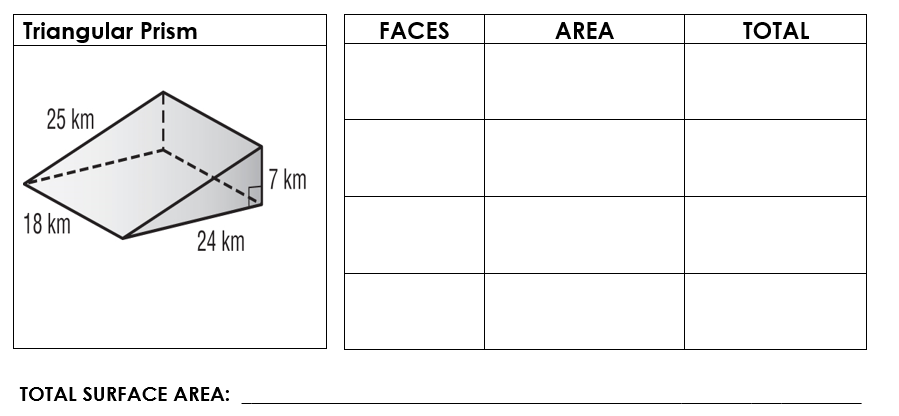 Triangular Prism
FACES AREA TOTAL
25 km
7 km
18 km
24 km
TOTAL SURFACE AREA: